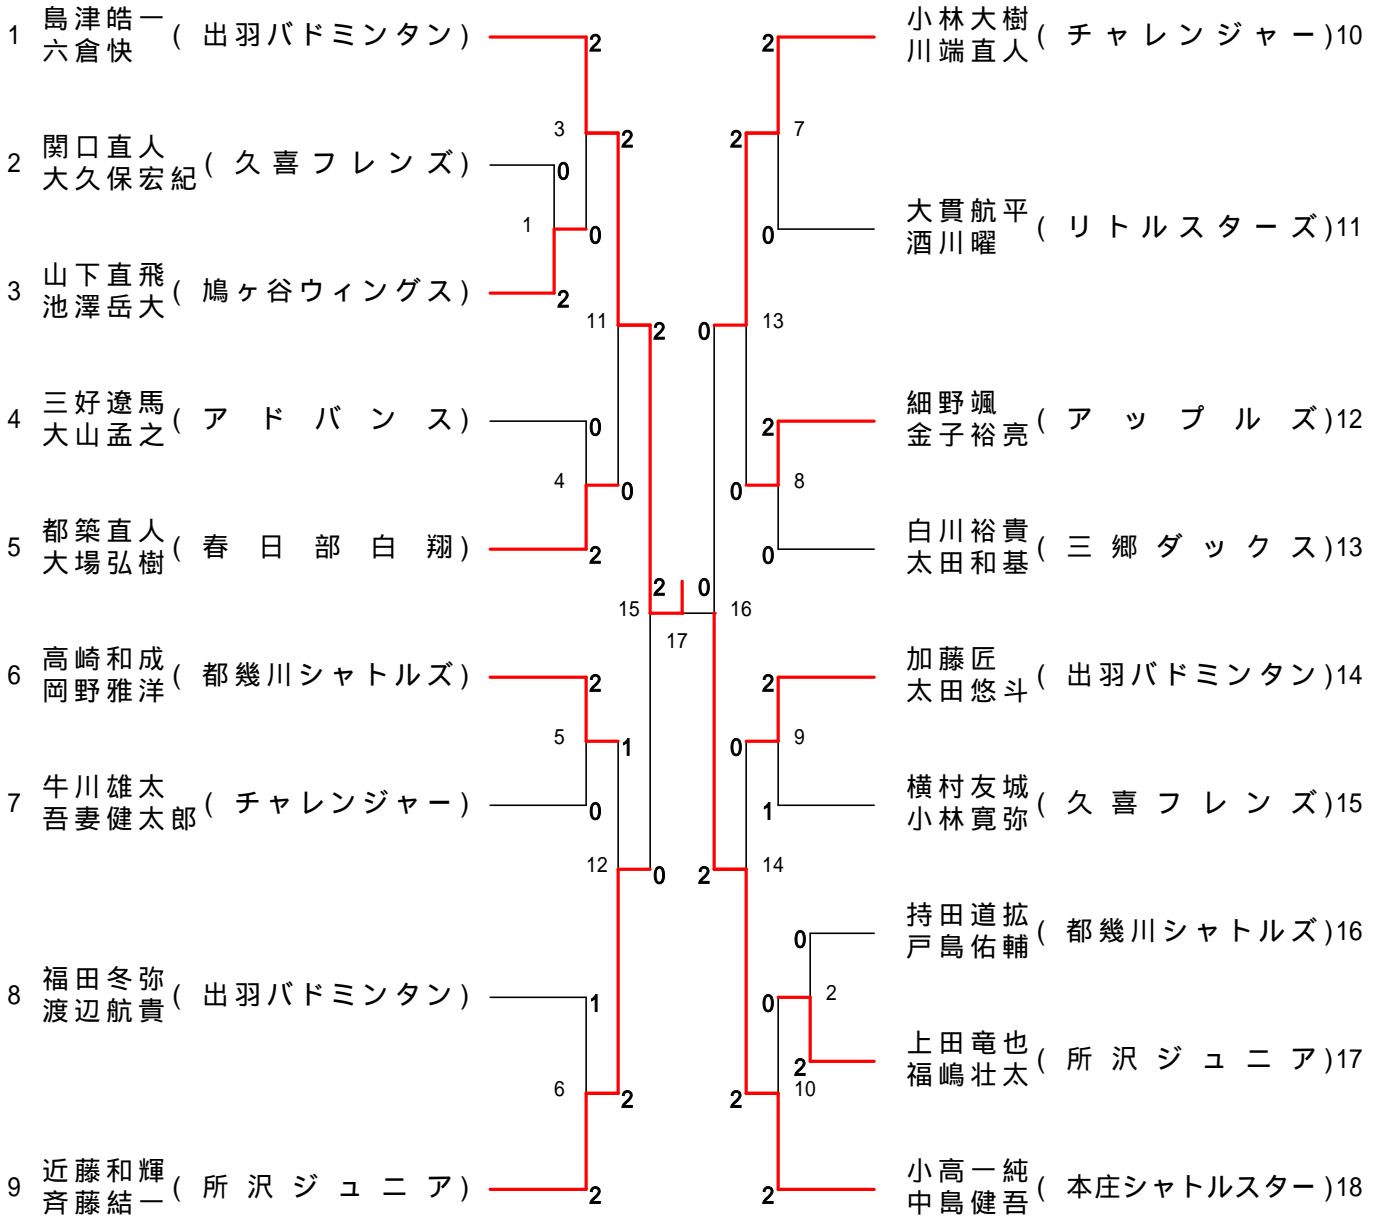 1 島津皓一 六倉快 ( 出羽バドミンタン )
2 関口直人 大久保宏紀 ( 久喜フレンズ )
3 山下直飛 池澤岳大 ( 鳩ヶ谷ウィングス )
4 三好遼馬 大山孟之 ( アドバンス )
5 都築直人 大場弘樹 ( 春日部白翔 )
6 高崎和成 岡野雅洋 ( 都幾川シャトルズ )
7 牛川雄太 吾妻健太郎 ( チャレンジャー )
8 福田冬弥 渡辺航貴 ( 出羽バドミンタン )
9 近藤和輝 斉藤結一 ( 所沢ジュニア )
2
3
2
0
1
0
2
11
2
0
4
0
2
15
2
17
2
5
1
0
12
0
1
6
2
2
小林大樹 川端直人 ( チャレンジャー ) 10
大貫航平 酒川曜 ( リトルスターズ ) 11
細野颯 金子裕亮 ( アップルズ ) 12
白川裕貴 太田和基 ( 三郷ダックス ) 13
加藤匠 太田悠斗 ( 出羽バドミンタン ) 14
横村友城 小林寛弥 ( 久喜フレンズ ) 15
持田道拡 戸島佑輔 ( 都幾川シャトルズ ) 16
上田竜也 福嶋壮太 ( 所沢ジュニア ) 17
小高一純 中島健吾 ( 本庄シャトルスター ) 18
2
2
7
0
0
13
2
0
8
0
0
16
2
0
9
1
2
14
0
0
2
2
2
10
2